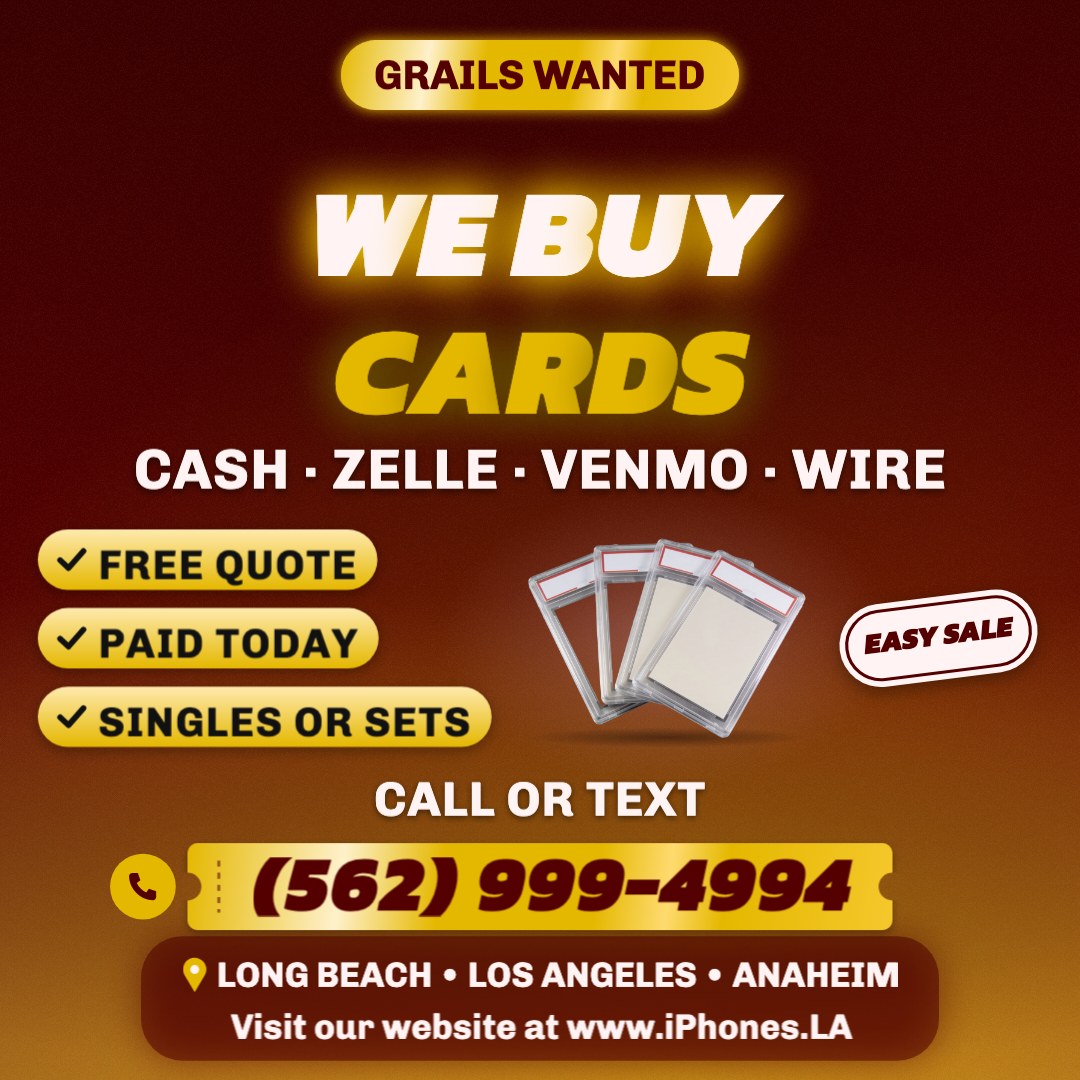 GRAILS WANTED
WE BUY
CARDS
CASH · ZELLE · VENMO · WIRE
FREE QUOTE
PAID TODAY
SINGLES OR SETS
EASY SALE
CALL OR TEXT
(562) 999-4994
LONG BEACH • LOS ANGELES • ANAHEIM
Visit our website at www.iPhones.LA